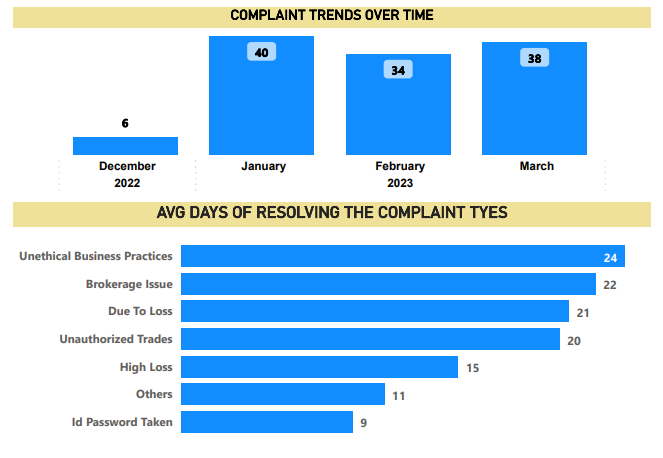 COMPLAINT TRENDS OVER TIME
40
34
38
6
December
January
February
March
2022
2023
AVG DAYS OF RESOLVING THE COMPLAINT TYES
Unethical Business Practices 24
Brokerage Issue 22
Due To Loss 21
Unauthorized Trades 20
High Loss 15
Others 11
Id Password Taken 9